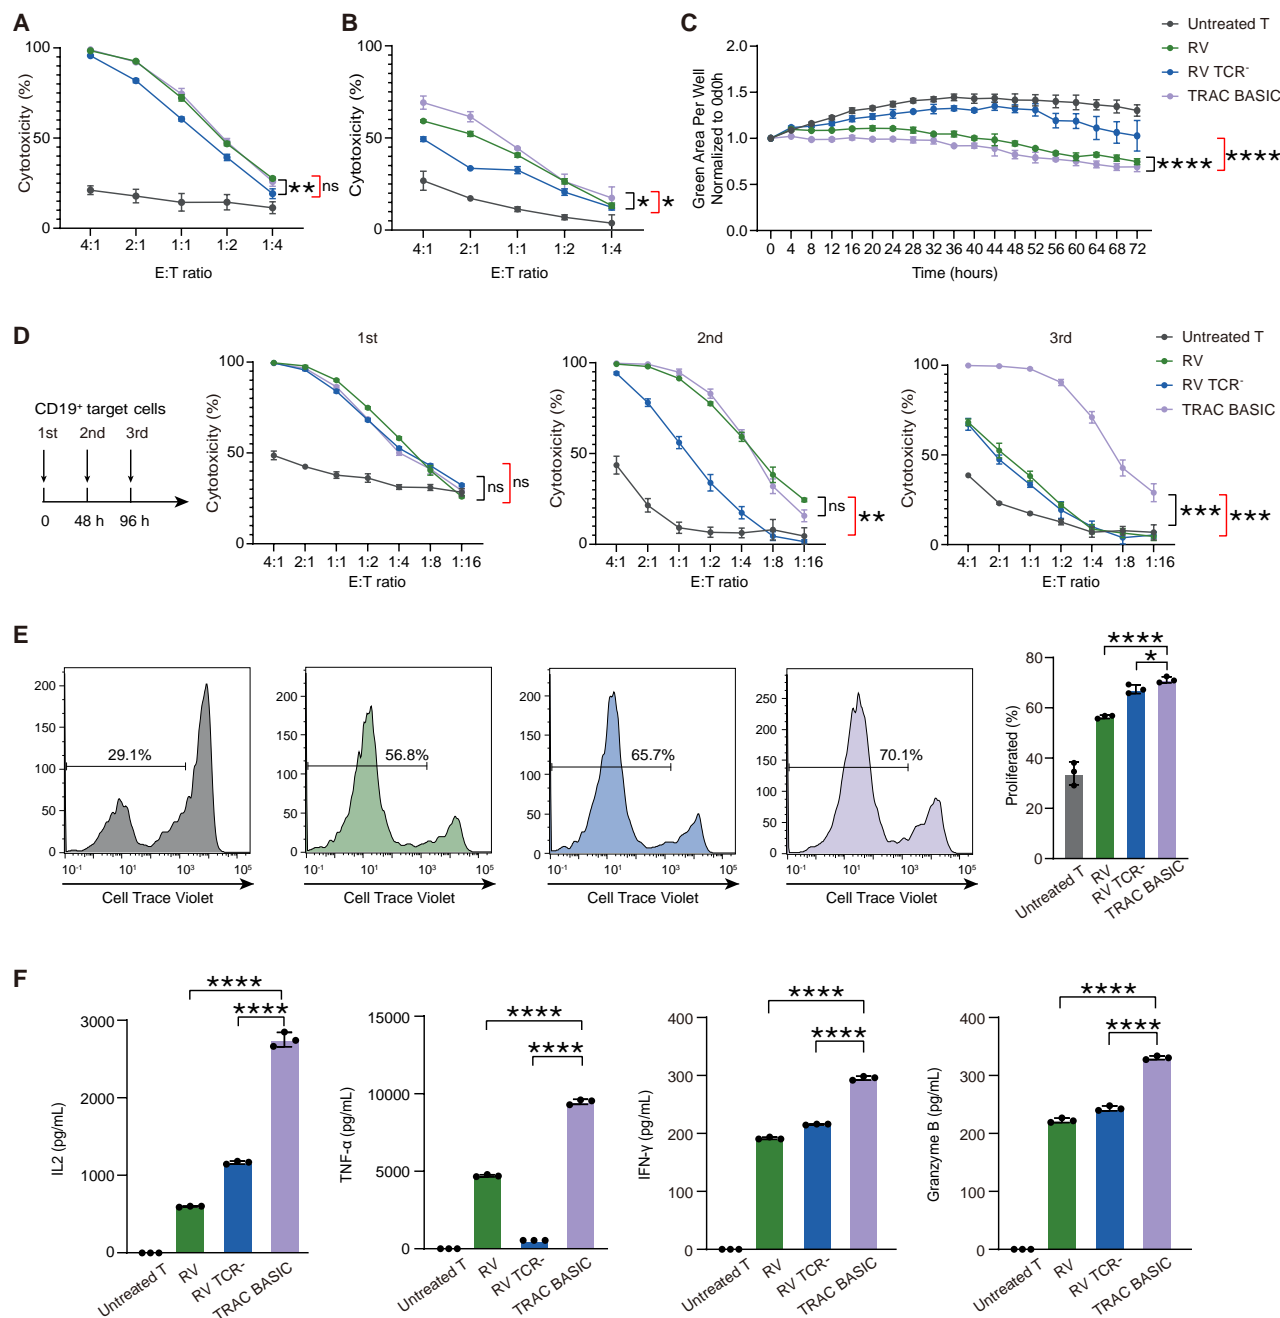 A
Cytotoxicity (%)
100
50
0
4:1 2:1 1:1 1:2 1:4
E:T ratio
** ns
B
Cytotoxicity (%)
100
50
0
4:1 2:1 1:1 1:2 1:4
E:T ratio
* *
C
Green Area Per Well
Normalized to 0d0h
2.0
1.5
1.0
0.5
0.0
0 4 8 12 16 20 24 28 32 36 40 44 48 52 56 60 64 68 72
Time (hours)
**** ****
Untreated T
RV
RV TCR-
TRAC BASIC
D
CD19+ target cells
1st 2nd 3rd
0 48 h 96 h
1st
Cytotoxicity (%)
100
50
0
4:1 2:1 1:1 1:2 1:4 1:8 1:16
E:T ratio
ns ns
2nd
Cytotoxicity (%)
100
50
0
4:1 2:1 1:1 1:2 1:4 1:8 1:16
E:T ratio
ns **
3rd
Cytotoxicity (%)
100
50
0
4:1 2:1 1:1 1:2 1:4 1:8 1:16
E:T ratio
*** ***
Untreated T
RV
RV TCR-
TRAC BASIC
E
200
150
100
50
0
29.1%
10-1 101 103 105
Cell Trace Violet
200
150
100
50
0
56.8%
10-1 101 103 105
Cell Trace Violet
200
150
100
50
0
65.7%
10-1 101 103 105
Cell Trace Violet
250
200
150
100
50
0
70.1%
10-1 101 103 105
Cell Trace Violet
****
*
Proliferated (%)
80
60
40
20
0
Untreated T
RV
RV TCR-
TRAC BASIC
F
****
****
IL2 (pg/mL)
3000
2000
1000
0
Untreated T
RV
RV TCR-
TRAC BASIC
****
****
TNF-α (pg/mL)
15000
10000
5000
0
Untreated T
RV
RV TCR-
TRAC BASIC
****
****
IFN-γ (pg/mL)
400
300
200
100
0
Untreated T
RV
RV TCR-
TRAC BASIC
****
****
Granzyme B (pg/mL)
400
300
200
100
0
Untreated T
RV
RV TCR-
TRAC BASIC